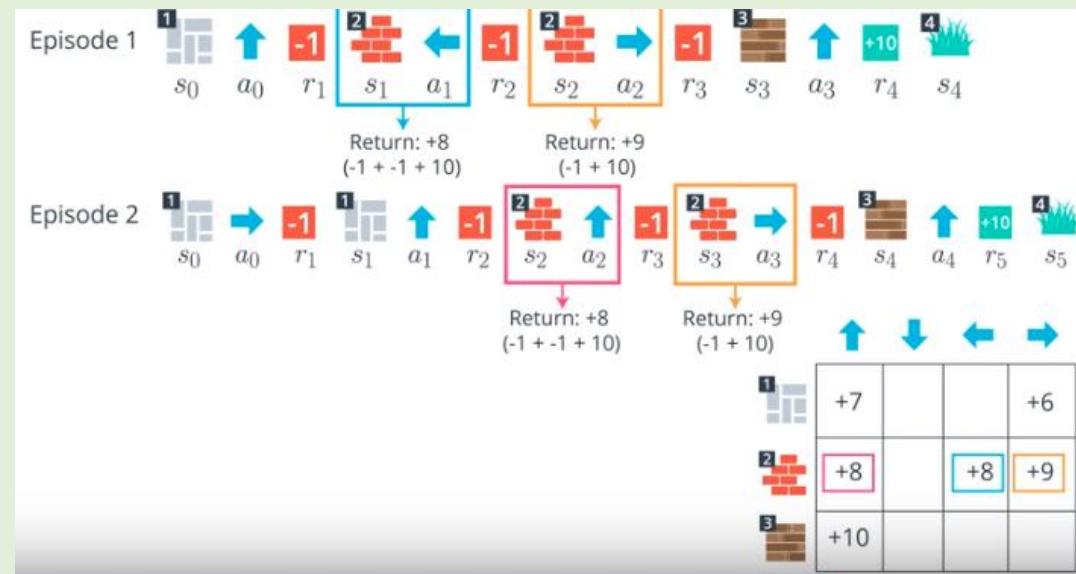 Episode 1
1 -1 2 -1 2 -1 3 +10 4
s0 a0 r1 s1 a1 r2 s2 a2 r3 s3 a3 r4 s4
Return: +8 Return: +9
(-1 + -1 + 10) (-1 + 10)
Episode 2
1 -1 1 -1 2 -1 2 -1 3 +10 4
s0 a0 r1 s1 a1 r2 s2 a2 r3 s3 a3 r4 s4 a4 r5 s5
Return: +8 Return: +9
(-1 + -1 + 10) (-1 + 10)
1 +7 +6
2 +8 +8 +9
3 +10